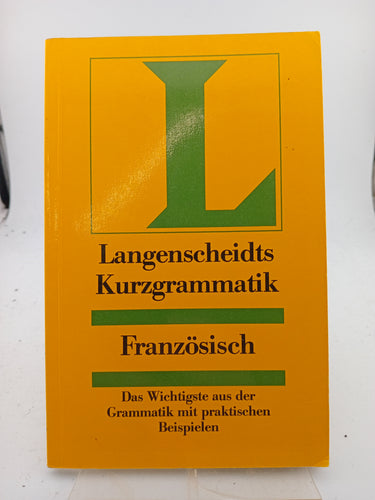 L
Langenscheidts
Kurzgrammatik
Französisch
Das Wichtigste aus der
Grammatik mit praktischen
Beispielen